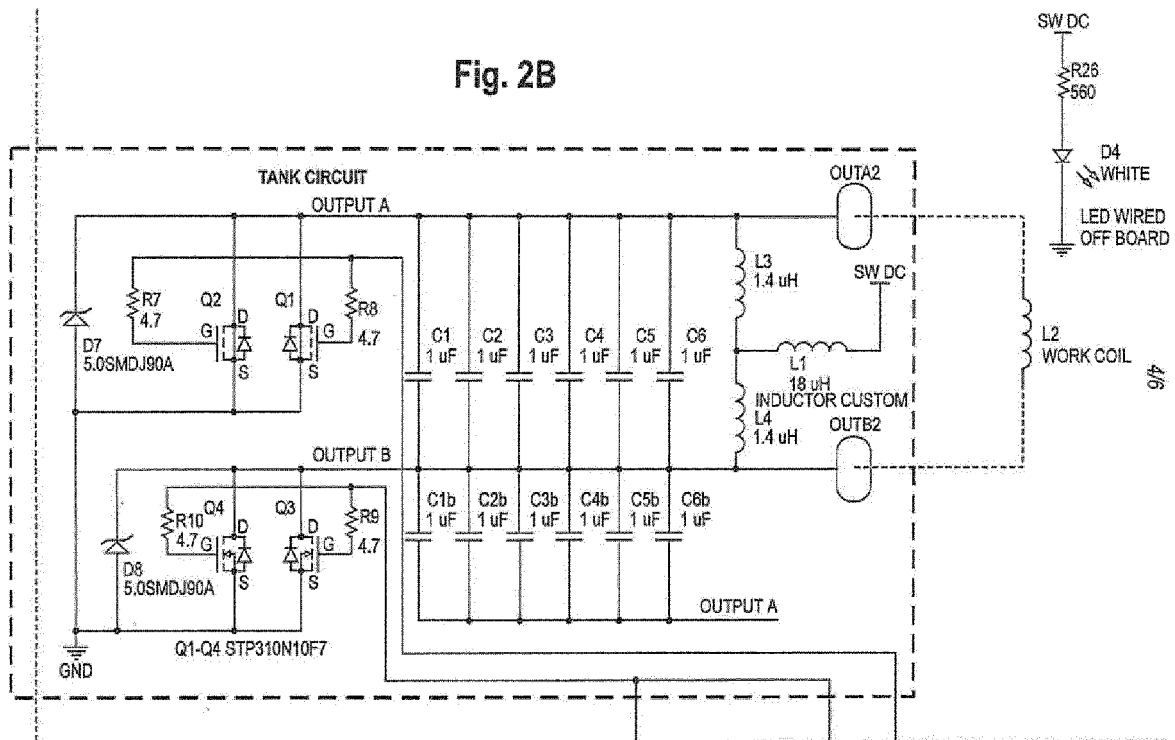 Fig. 2B
SW DC
R26
560
D4
WHITE
LED WIRED
OFF BOARD
TANK CIRCUIT
OUTPUT A
OUTA2
L3
1.4 uH
SW DC
R7
4.7
Q2
D
G
S
Q1
D
G
S
R8
4.7
D7
5.0SMDJ90A
C1
1 uF
C2
1 uF
C3
1 uF
C4
1 uF
C5
1 uF
C6
1 uF
L1
18 uH
INDUCTOR CUSTOM
L4
1.4 uH
OUTB2
L2
WORK COIL
4/6
OUTPUT B
R10
4.7
Q4
D
G
S
Q3
D
G
S
R9
4.7
D8
5.0SMDJ90A
C1b
1 uF
C2b
1 uF
C3b
1 uF
C4b
1 uF
C5b
1 uF
C6b
1 uF
OUTPUT A
Q1-Q4 STP310N10F7
GND